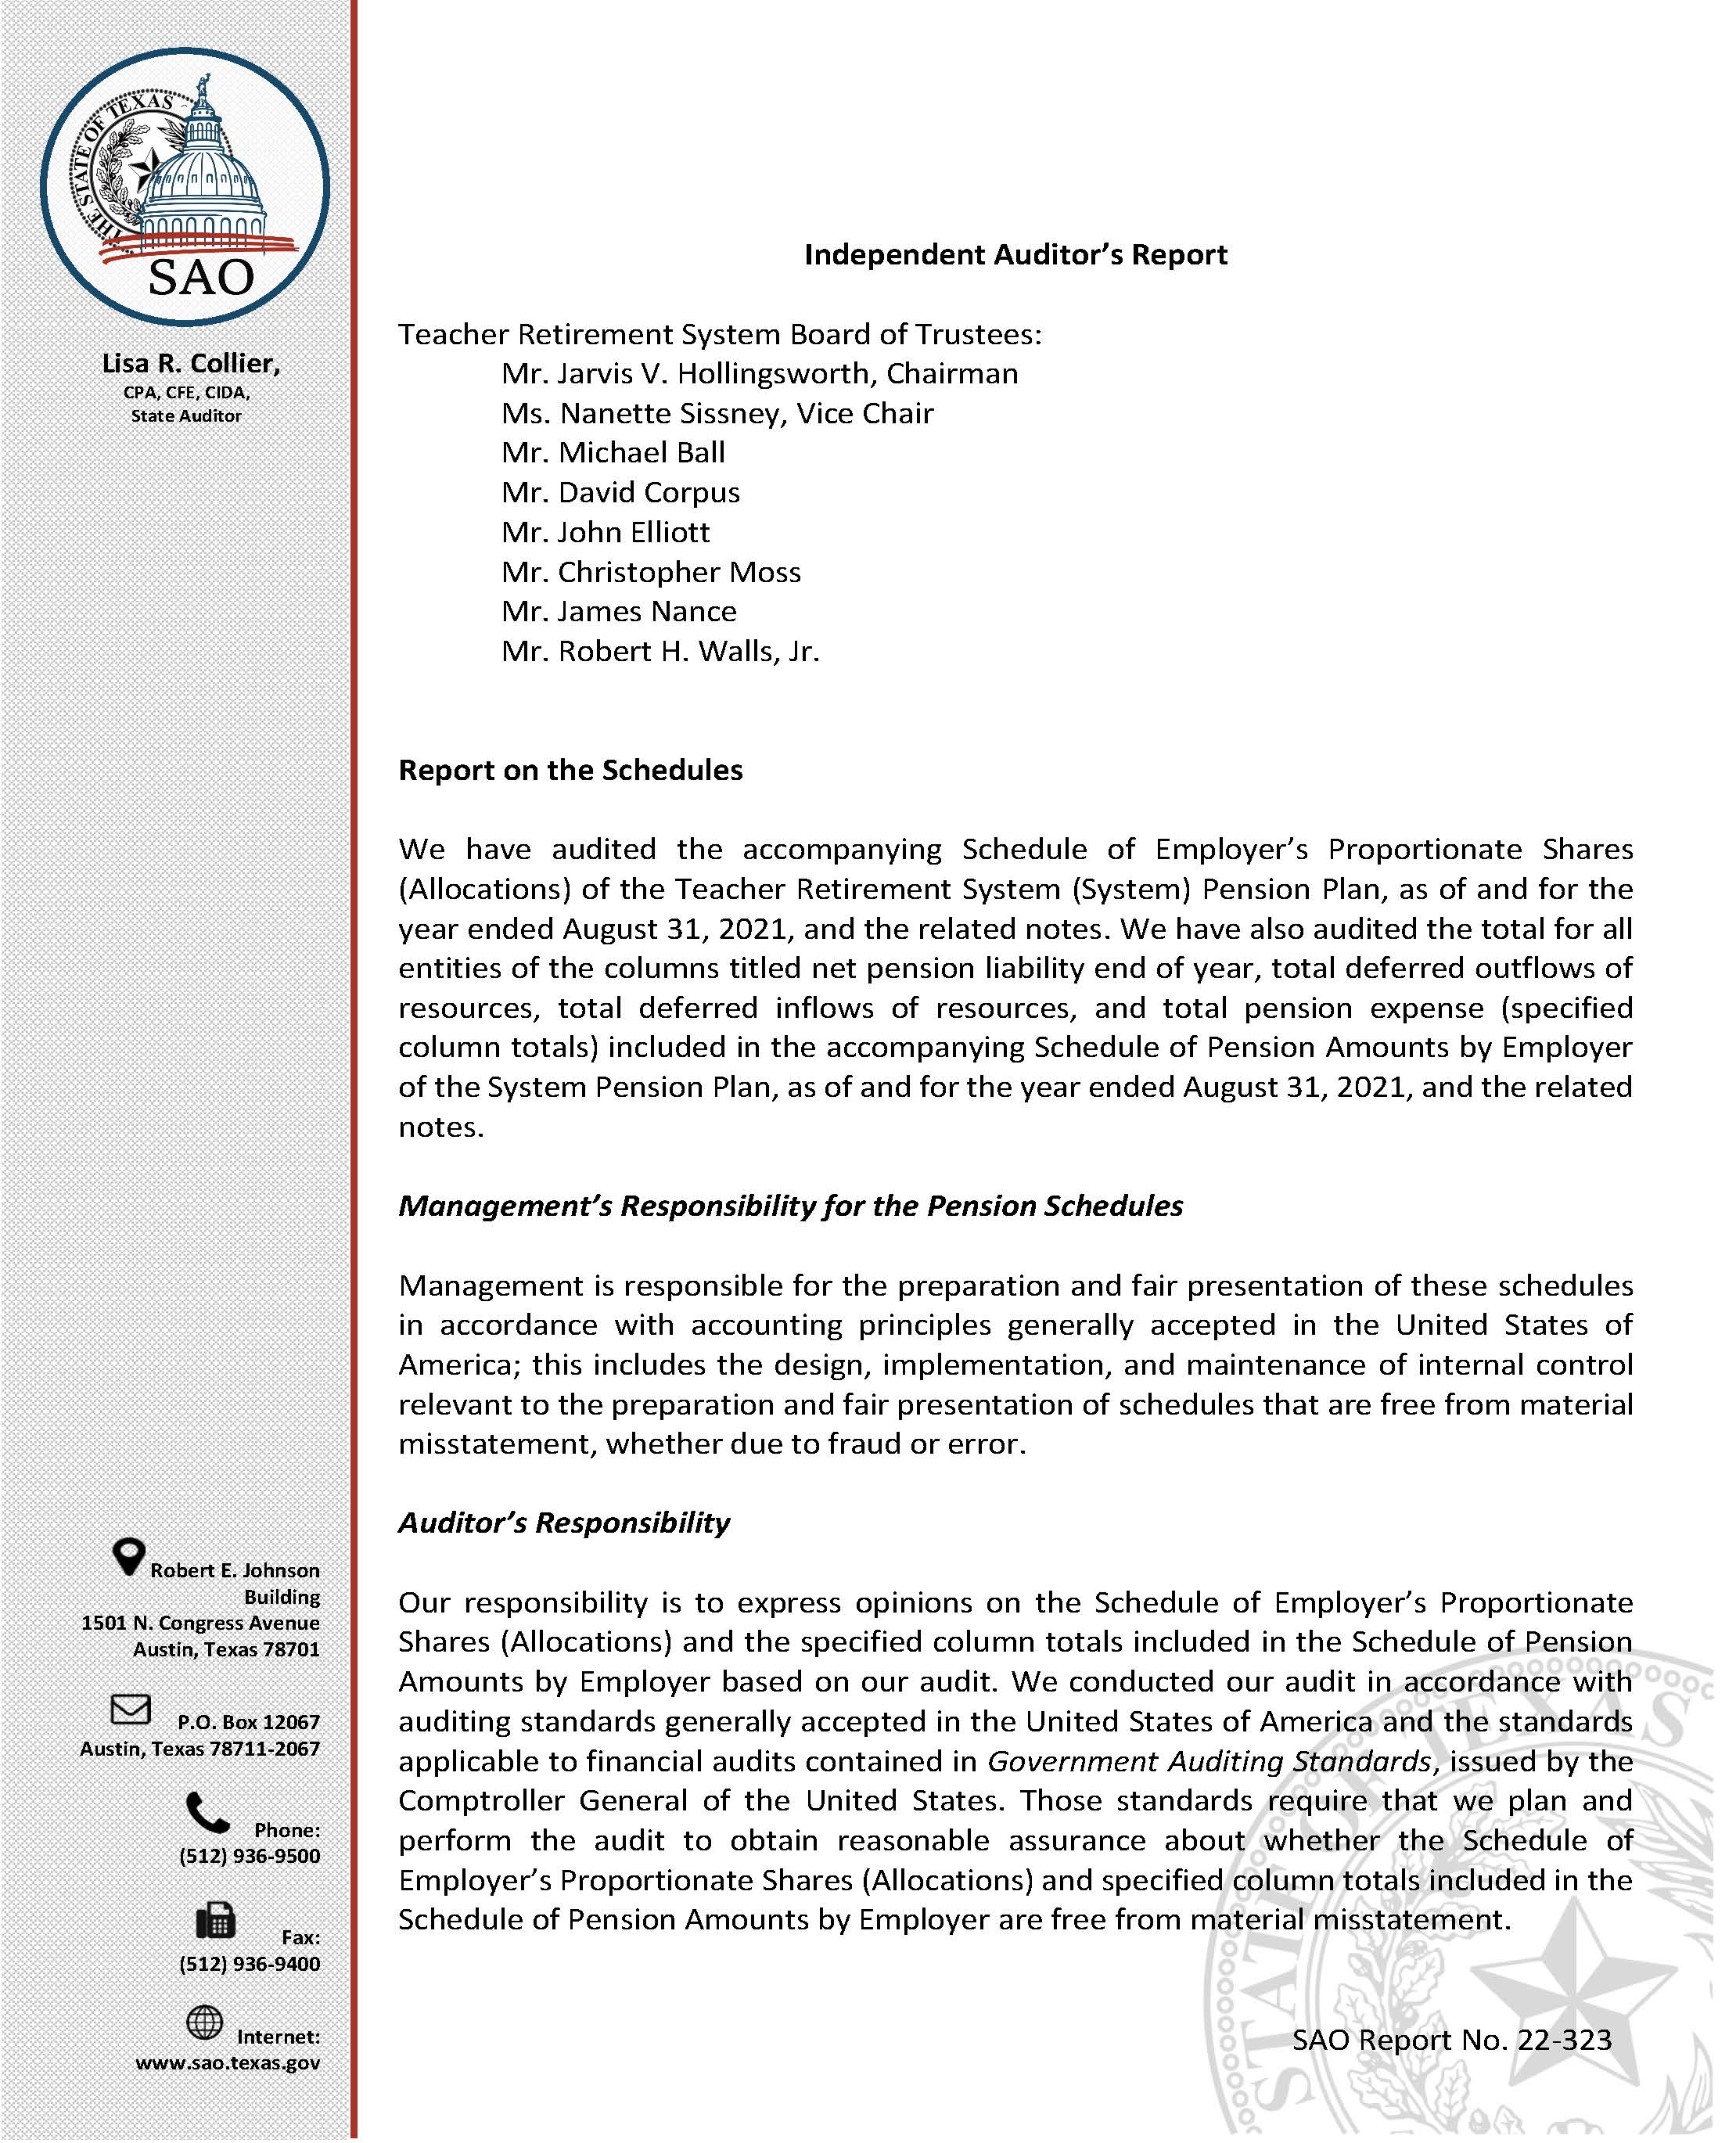 THE STATE OF TEXAS
SAO
Lisa R. Collier,
CPA, CFE, CIDA,
State Auditor
Independent Auditor’s Report
Teacher Retirement System Board of Trustees:
Mr. Jarvis V. Hollingsworth, Chairman
Ms. Nanette Sissney, Vice Chair
Mr. Michael Ball
Mr. David Corpus
Mr. John Elliott
Mr. Christopher Moss
Mr. James Nance
Mr. Robert H. Walls, Jr.
Report on the Schedules
We have audited the accompanying Schedule of Employer’s Proportionate Shares
(Allocations) of the Teacher Retirement System (System) Pension Plan, as of and for the
year ended August 31, 2021, and the related notes. We have also audited the total for all
entities of the columns titled net pension liability end of year, total deferred outflows of
resources, total deferred inflows of resources, and total pension expense (specified
column totals) included in the accompanying Schedule of Pension Amounts by Employer
of the System Pension Plan, as of and for the year ended August 31, 2021, and the related
notes.
Management’s Responsibility for the Pension Schedules
Management is responsible for the preparation and fair presentation of these schedules
in accordance with accounting principles generally accepted in the United States of
America; this includes the design, implementation, and maintenance of internal control
relevant to the preparation and fair presentation of schedules that are free from material
misstatement, whether due to fraud or error.
Auditor’s Responsibility
Our responsibility is to express opinions on the Schedule of Employer’s Proportionate
Shares (Allocations) and the specified column totals included in the Schedule of Pension
Amounts by Employer based on our audit. We conducted our audit in accordance with
auditing standards generally accepted in the United States of America and the standards
applicable to financial audits contained in Government Auditing Standards, issued by the
Comptroller General of the United States. Those standards require that we plan and
perform the audit to obtain reasonable assurance about whether the Schedule of
Employer’s Proportionate Shares (Allocations) and specified column totals included in the
Schedule of Pension Amounts by Employer are free from material misstatement.
Robert E. Johnson
Building
1501 N. Congress Avenue
Austin, Texas 78701
P.O. Box 12067
Austin, Texas 78711-2067
Phone:
(512) 936-9500
Fax:
(512) 936-9400
Internet:
www.sao.texas.gov
STATE OF TEXAS
SAO Report No. 22-323